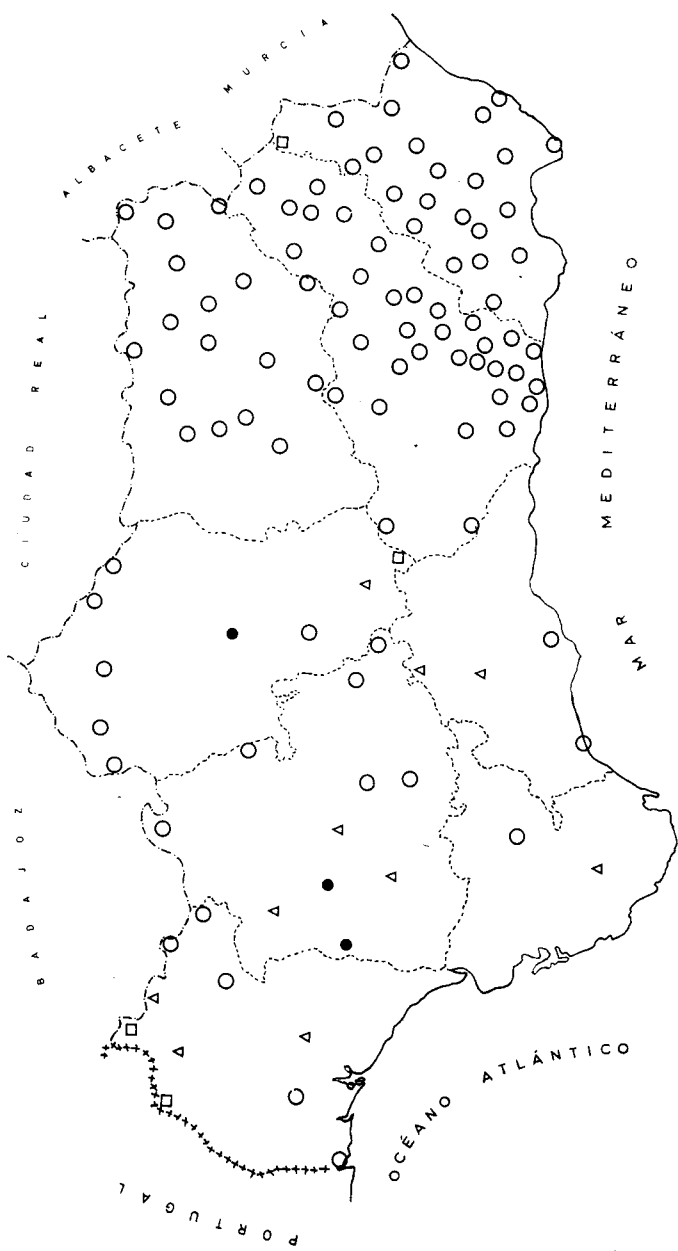 ALBACETE
MURCIA
CIUDAD REAL
MAR MEDITERRÁNEO
BADAJOZ
OCÉANO ATLÁNTICO
PORTUGAL